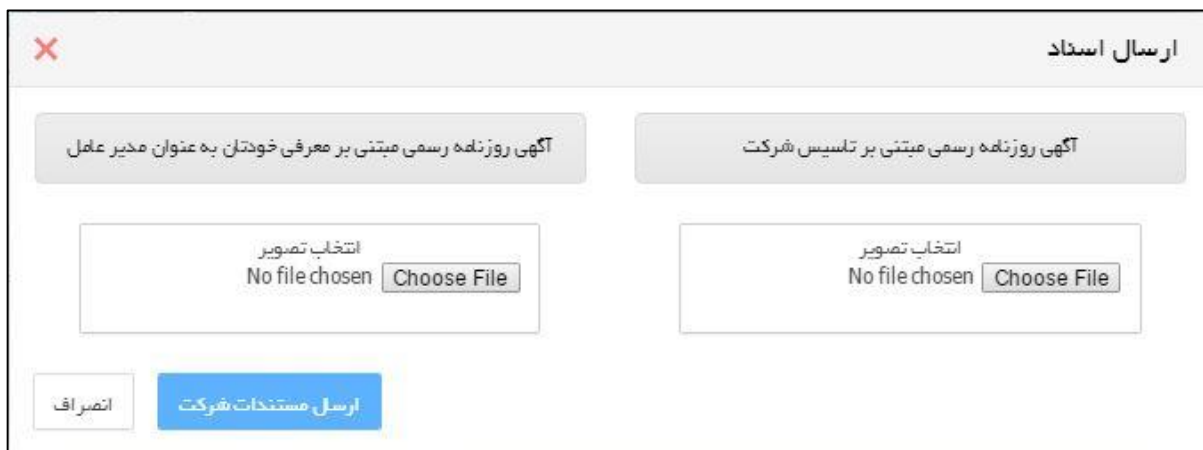 ارسال اسناد
آگهی روزنامه رسمی مبتنی بر تاسیس شرکت
آگهی روزنامه رسمی مبتنی بر معرفی خودتان به عنوان مدیر عامل
انتخاب تصویر
Choose File No file chosen
انتخاب تصویر
Choose File No file chosen
ارسال مستندات شرکت
انصراف